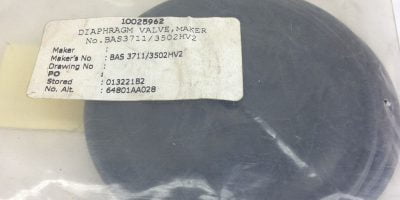 10025962
DIAPHRAGM VALVE,MAKER
No.BAS3711/3502HV2
Maker :
Maker's No : BAS 3711/3502HV2
Drawing No :
PO :
Stored : 01322182
No. Alt. : 64801AA028